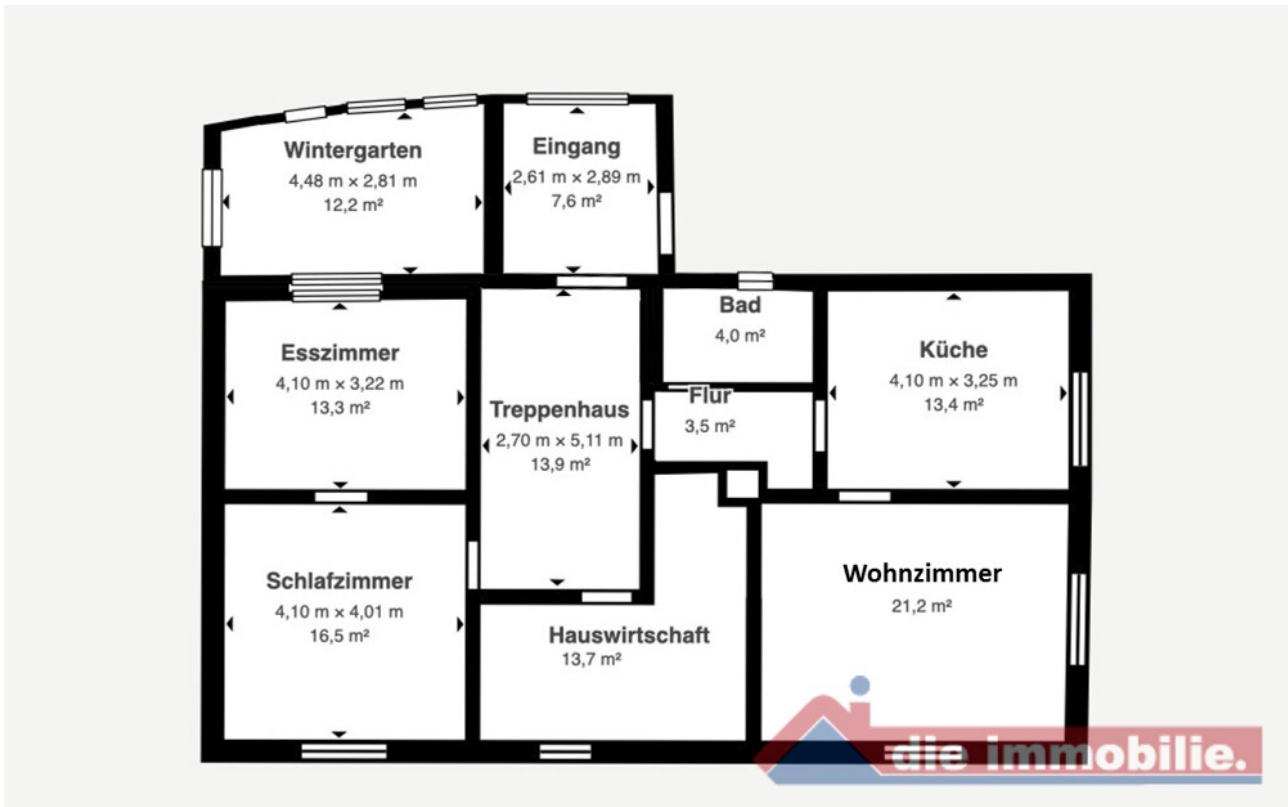 Wintergarten
4,48 m × 2,81 m
12,2 m²
Eingang
2,61 m × 2,89 m
7,6 m²
Bad
4,0 m²
Esszimmer
4,10 m × 3,22 m
13,3 m²
Küche
4,10 m × 3,25 m
13,4 m²
Flur
3,5 m²
Treppenhaus
2,70 m × 5,11 m
13,9 m²
Schlafzimmer
4,10 m × 4,01 m
16,5 m²
Wohnzimmer
21,2 m²
Hauswirtschaft
13,7 m²
die immobilie.